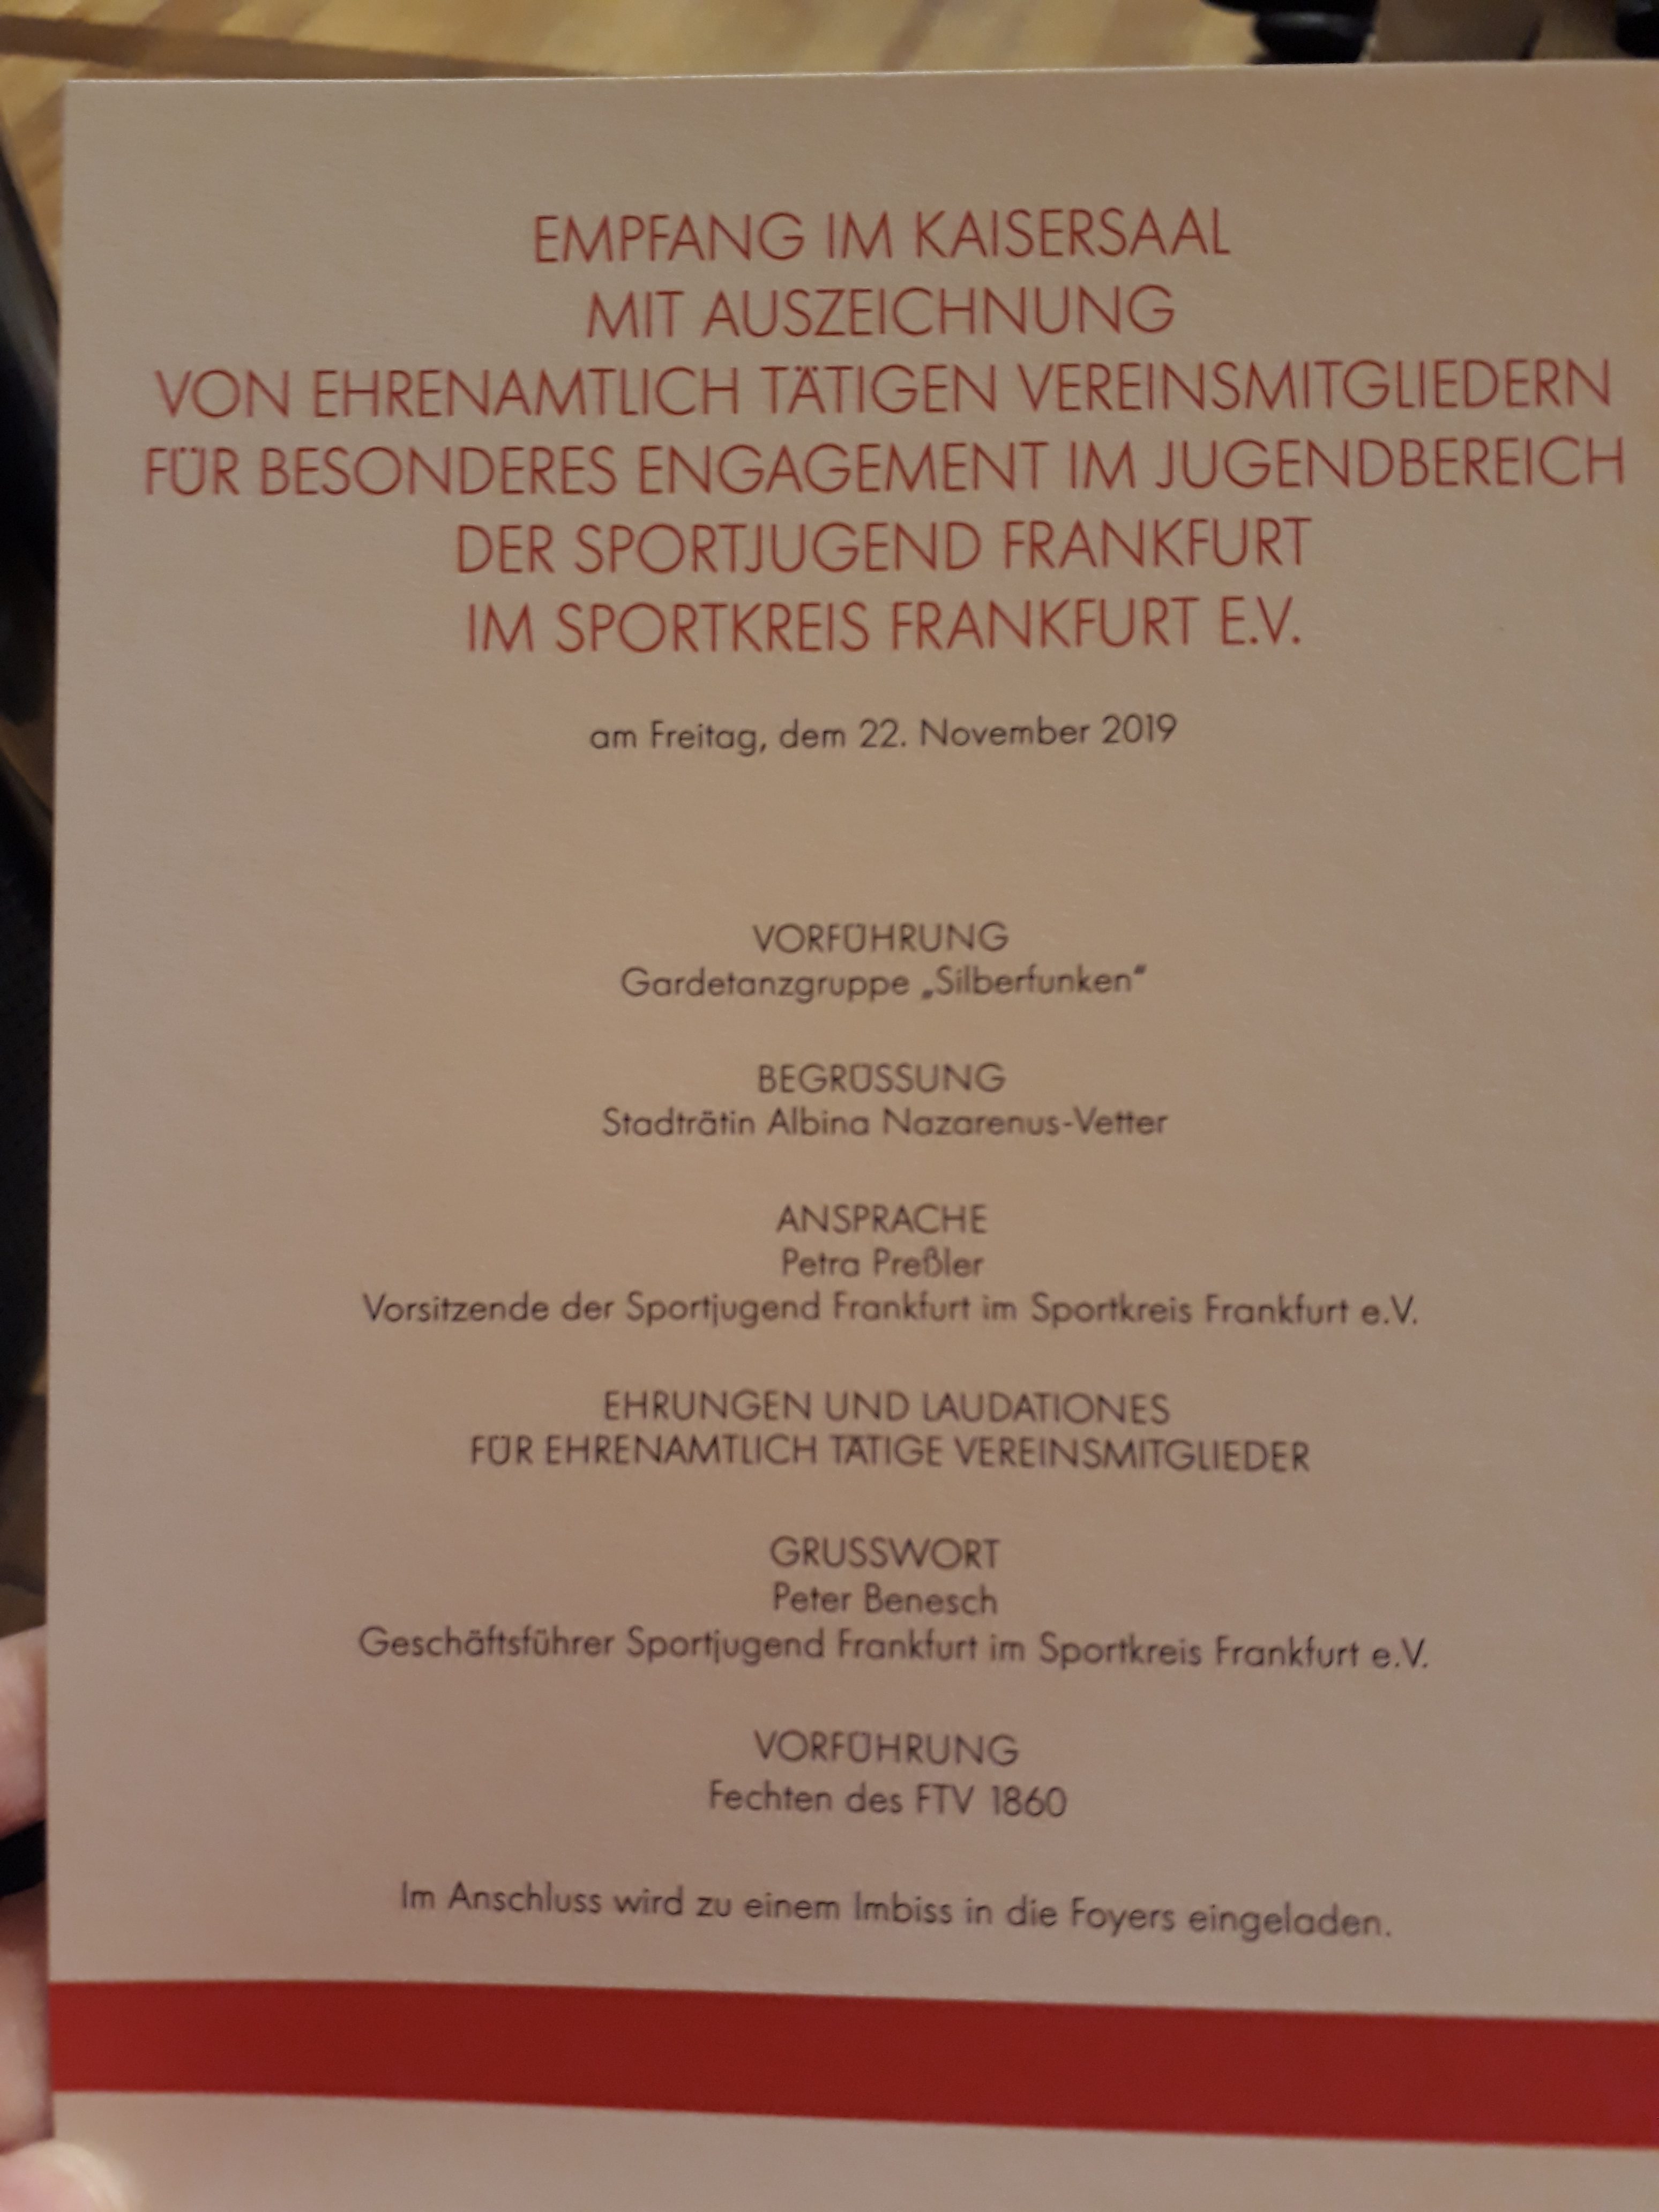 EMPFANG IM KAISERSAAL
MIT AUSZEICHNUNG
VON EHRENAMTLICH TÄTIGEN VEREINSMITGLIEDERN
FÜR BESONDERES ENGAGEMENT IM JUGENDBEREICH
DER SPORTJUGEND FRANKFURT
IM SPORTKREIS FRANKFURT E.V.
am Freitag, dem 22. November 2019
VORFÜHRUNG
Gardetanzgruppe „Silberfunken“
BEGRÜSSUNG
Stadträtin Albina Nazarenus-Vetter
ANSPRACHE
Petra Preßler
Vorsitzende der Sportjugend Frankfurt im Sportkreis Frankfurt e.V.
EHRUNGEN UND LAUDATIONES
FÜR EHRENAMTLICH TÄTIGE VEREINSMITGLIEDER
GRUSSWORT
Peter Benesch
Geschäftsführer Sportjugend Frankfurt im Sportkreis Frankfurt e.V.
VORFÜHRUNG
Fechten des FTV 1860
Im Anschluss wird zu einem Imbiss in die Foyers eingeladen.